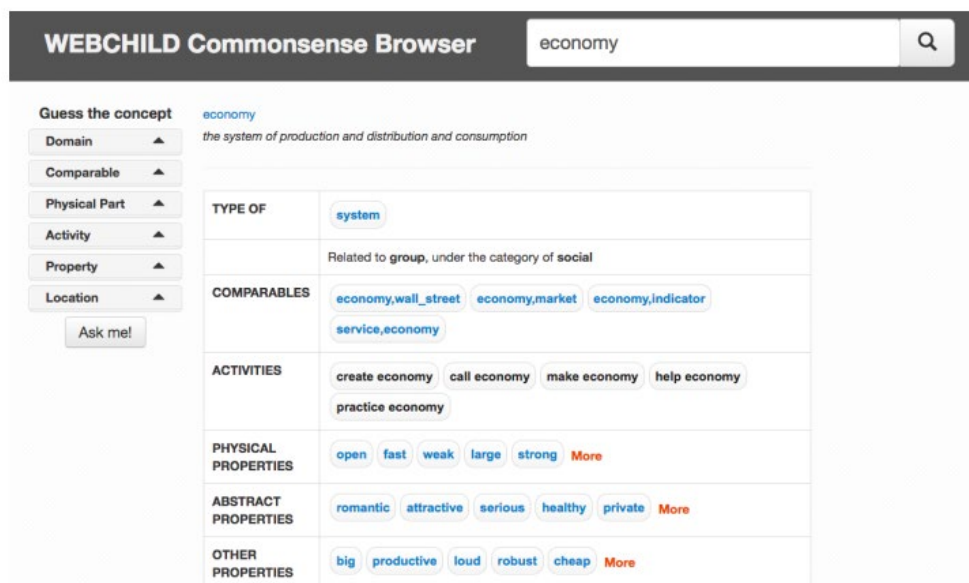 WEBCHILD Commonsense Browser
economy
Guess the concept
Domain
Comparable
Physical Part
Activity
Property
Location
Ask me!
economy
the system of production and distribution and consumption
TYPE OF
system
Related to group, under the category of social
COMPARABLES
economy,wall_street economy,market economy,indicator
service,economy
ACTIVITIES
create economy call economy make economy help economy
practice economy
PHYSICAL
PROPERTIES
open fast weak large strong More
ABSTRACT
PROPERTIES
romantic attractive serious healthy private More
OTHER
PROPERTIES
big productive loud robust cheap More